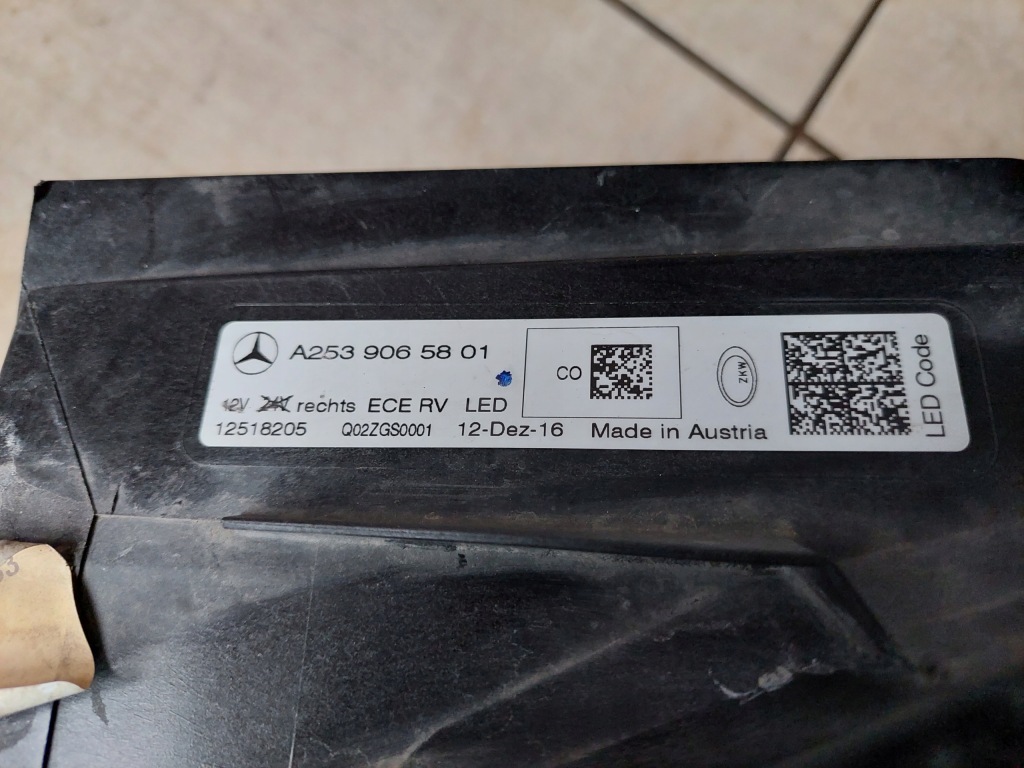 A253 906 58 01
CO
ZKW
12V 24V rechts ECE RV LED
12518205 Q02ZGS0001 12-Dez-16 Made in Austria
LED Code